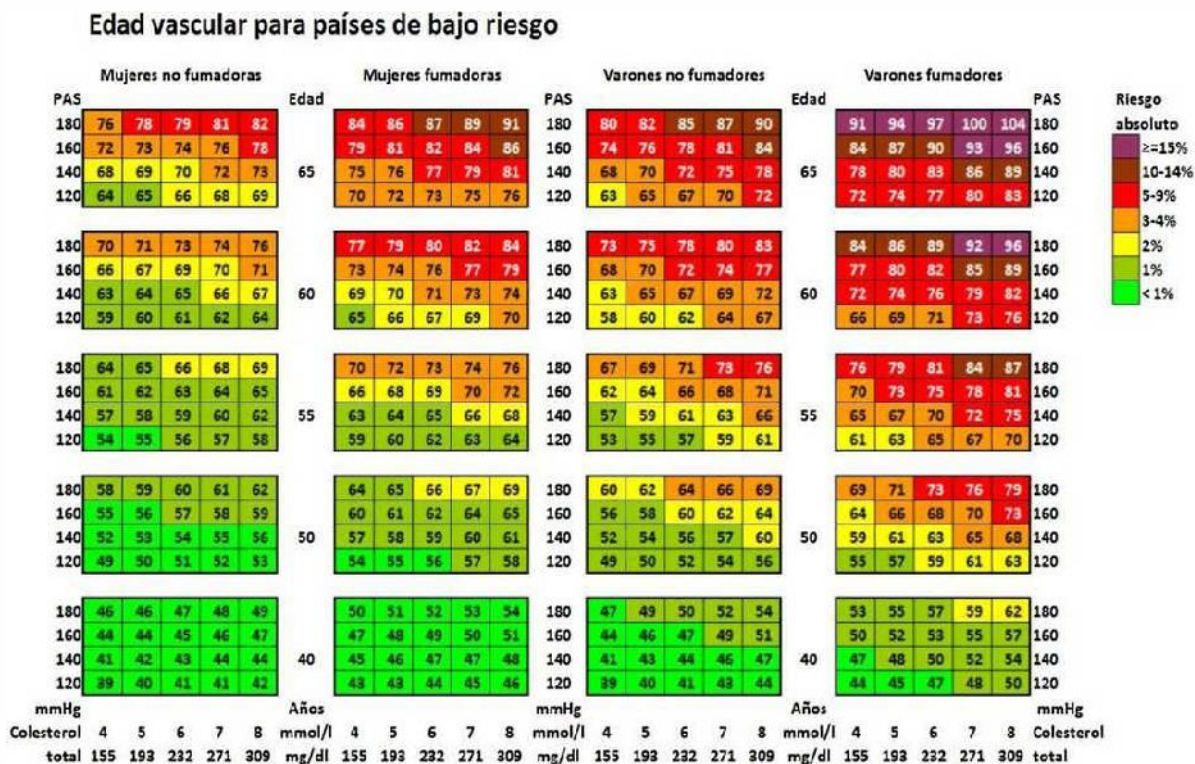 Edad vascular para países de bajo riesgo
Mujeres no fumadoras Mujeres fumadoras Varones no fumadores Varones fumadores
PAS Edad PAS Edad PAS Riesgo
absoluto
180 76 78 79 81 82 84 86 87 89 91 180 80 82 85 87 90 91 94 97 100 104 180
160 72 73 74 76 78 79 81 82 84 86 160 74 76 78 81 84 84 87 90 93 96 160 >=15%
140 68 69 70 72 73 65 75 76 77 79 81 140 68 70 72 75 78 65 78 80 83 86 89 140 10-14%
120 64 65 66 68 69 70 72 73 75 76 120 63 65 67 70 72 72 74 77 80 83 120 5-9%
3-4%
180 70 71 73 74 76 77 79 80 82 84 180 73 75 78 80 83 84 86 89 92 96 180 2%
160 66 67 69 70 71 73 74 76 77 79 160 68 70 72 74 77 77 80 82 85 89 160 1%
140 63 64 65 66 67 60 69 70 71 73 74 140 63 65 67 69 72 60 72 74 76 79 82 140 < 1%
120 59 60 61 62 64 65 66 67 69 70 120 58 60 62 64 67 66 69 71 73 76 120
180 64 65 66 68 69 70 72 73 74 76 180 67 69 71 73 76 76 79 81 84 87 180
160 61 62 63 64 65 66 68 69 70 72 160 62 64 66 68 71 70 73 75 78 81 160
140 57 58 59 60 62 55 63 64 65 66 68 140 57 59 61 63 66 55 65 67 70 72 75 140
120 54 55 56 57 58 59 60 62 63 64 120 53 55 57 59 61 61 63 65 67 70 120
180 58 59 60 61 62 64 65 66 67 69 180 60 62 64 66 69 69 71 73 76 79 180
160 55 56 57 58 59 60 61 62 64 65 160 56 58 60 62 64 64 66 68 70 73 160
140 52 53 54 55 56 50 57 58 59 60 61 140 52 54 56 57 60 50 59 61 63 65 68 140
120 49 50 51 52 53 54 55 56 57 58 120 49 50 52 54 56 55 57 59 61 63 120
180 46 46 47 48 49 50 51 52 53 54 180 47 49 50 52 54 53 55 57 59 62 180
160 44 44 45 46 47 47 48 49 50 51 160 44 46 47 49 51 50 52 53 55 57 160
140 41 42 43 44 44 40 45 46 47 47 48 140 41 43 44 46 47 40 47 48 50 52 54 140
120 39 40 41 41 42 43 43 44 45 46 120 39 40 41 43 44 44 45 47 48 50 120
mmHg Años mmHg Años mmHg
Colesterol 4 5 6 7 8 mmol/l 4 5 6 7 8 mmol/l 4 5 6 7 8 mmol/l 4 5 6 7 8 Colesterol
total 155 193 232 271 309 mg/dl 155 193 232 271 309 mg/dl 155 193 232 271 309 mg/dl 155 193 232 271 309 total